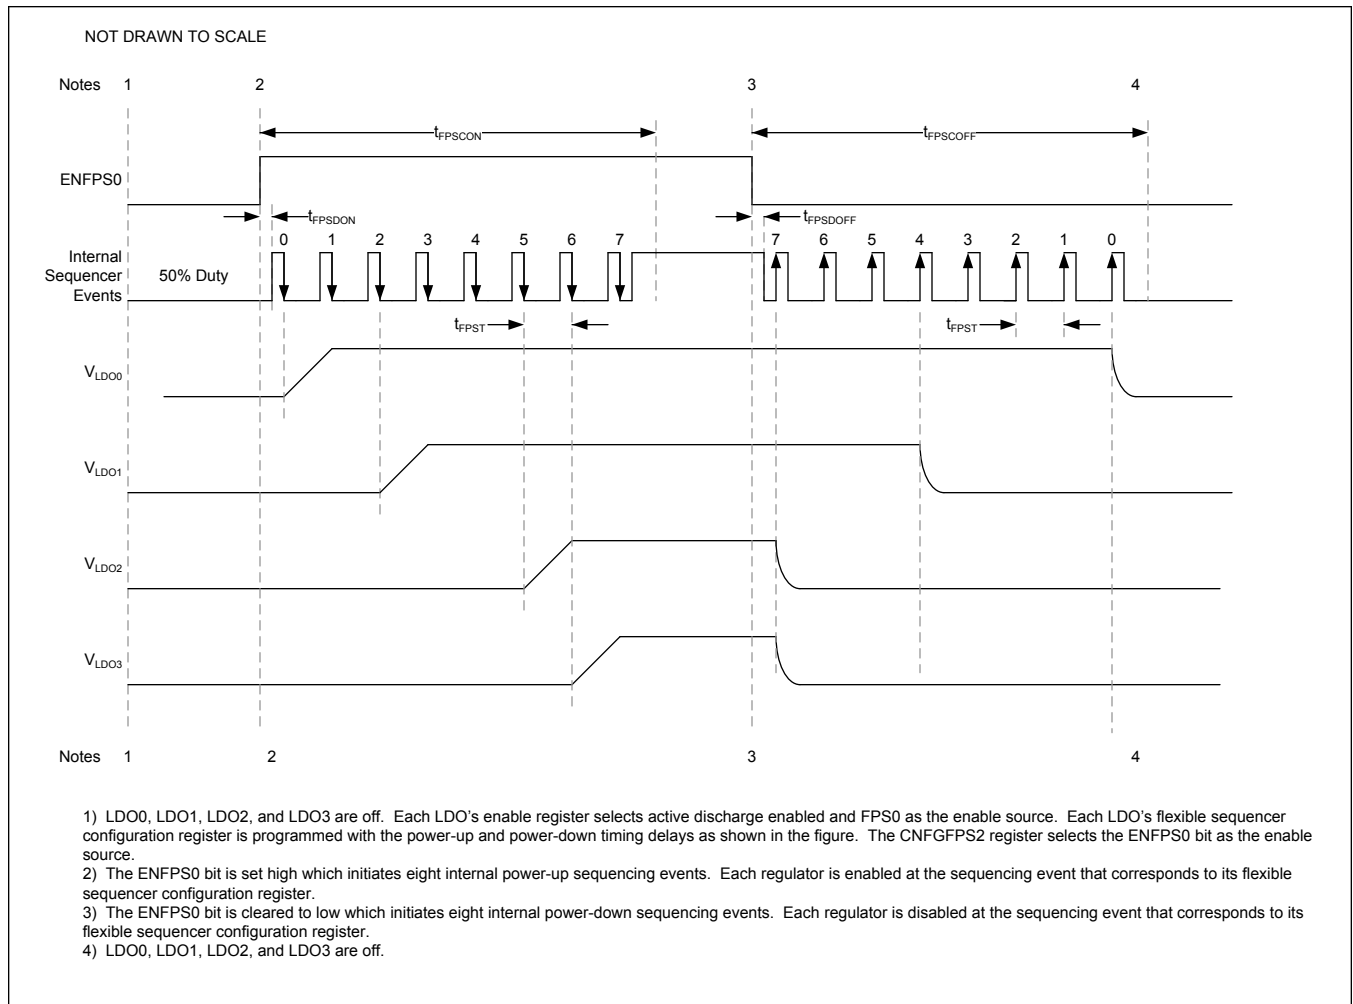 NOT DRAWN TO SCALE
Notes 1 2 3 4
tFPSCON tFPSCOFF
ENFPS0
tFPSDON tFPSDOFF
0 1 2 3 4 5 6 7 7 6 5 4 3 2 1 0
Internal
Sequencer
Events
50% Duty
tFPST tFPST
VLDO0
VLDO1
VLDO2
VLDO3
Notes 1 2 3 4
1) LDO0, LDO1, LDO2, and LDO3 are off. Each LDO's enable register selects active discharge enabled and FPS0 as the enable source. Each LDO's flexible sequencer
configuration register is programmed with the power-up and power-down timing delays as shown in the figure. The CNFGFPS2 register selects the ENFPS0 bit as the enable
source.
2) The ENFPS0 bit is set high which initiates eight internal power-up sequencing events. Each regulator is enabled at the sequencing event that corresponds to its flexible
sequencer configuration register.
3) The ENFPS0 bit is cleared to low which initiates eight internal power-down sequencing events. Each regulator is disabled at the sequencing event that corresponds to its
flexible sequencer configuration register.
4) LDO0, LDO1, LDO2, and LDO3 are off.